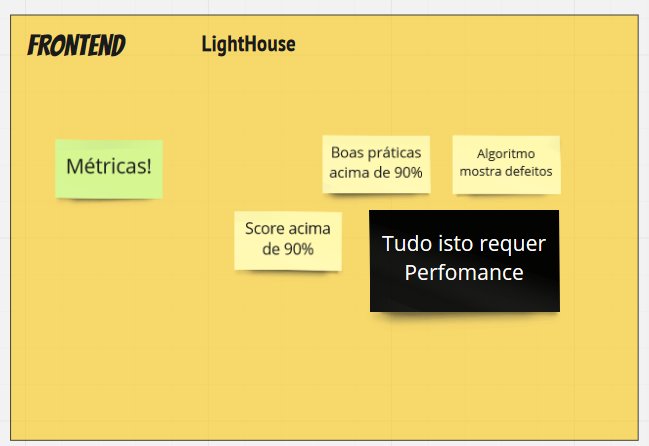 FRONTEND
LightHouse
Métricas!
Boas práticas
acima de 90%
Algoritmo
mostra defeitos
Score acima
de 90%
Tudo isto requer
Perfomance